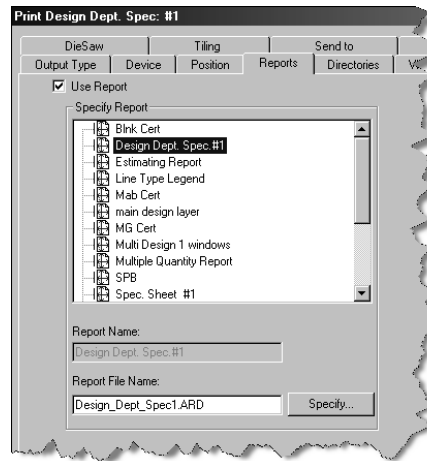 Print Design Dept. Spec: #1
DieSaw Tiling Send to
Output Type Device Position Reports Directories
Use Report
Specify Report
Blnk Cert
Design Dept. Spec.#1
Estimating Report
Line Type Legend
Mab Cert
main design layer
MG Cert
Multi Design 1 windows
Multiple Quantity Report
SPB
Spec. Sheet #1
Report Name:
Design Dept. Spec.#1
Report File Name:
Design_Dept_Spec1.ARD Specify...